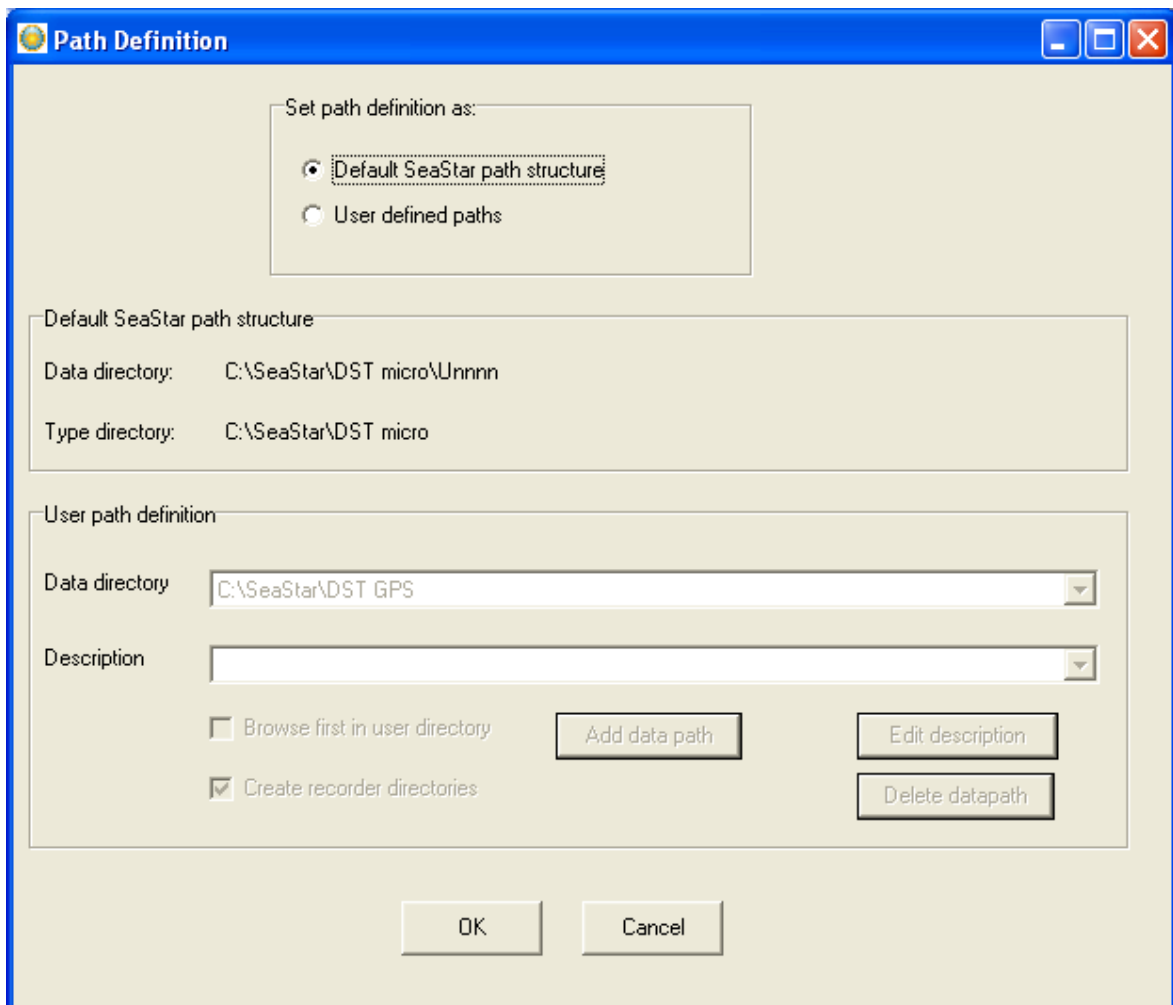 Path Definition
Set path definition as:
Default SeaStar path structure
User defined paths
Default SeaStar path structure
Data directory: C:\SeaStar\DST micro\Unnnn
Type directory: C:\SeaStar\DST micro
User path definition
Data directory C:\SeaStar\DST GPS
Description
Browse first in user directory Add data path Edit description
Create recorder directories Delete datapath
OK Cancel